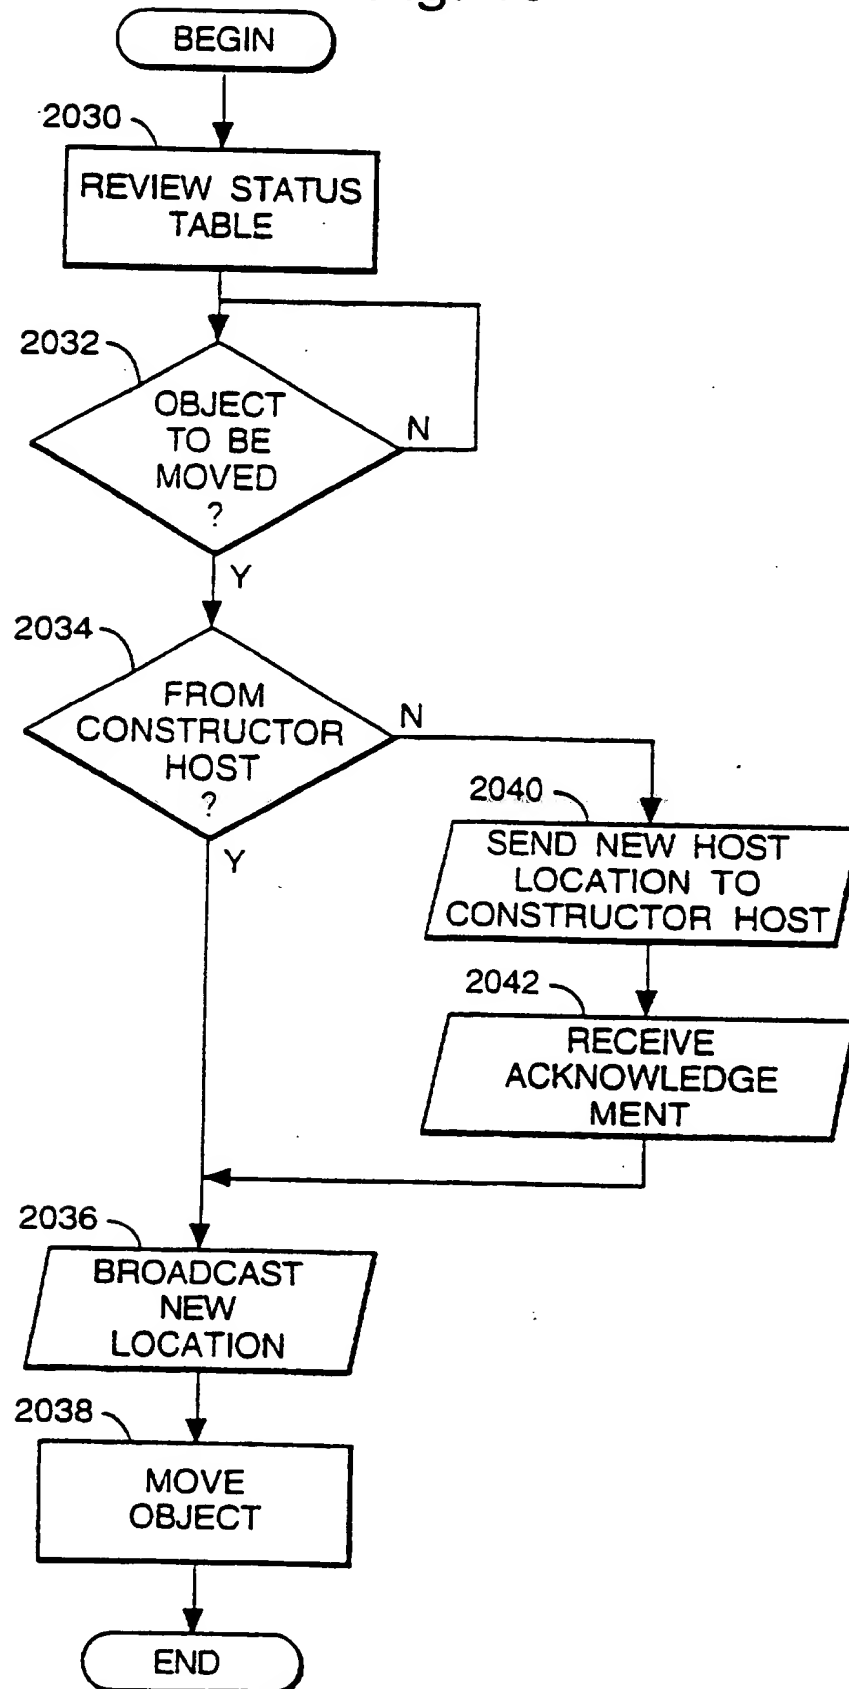 BEGIN
2030
REVIEW STATUS
TABLE
2032
OBJECT
TO BE
MOVED
?
N
Y
2034
FROM
CONSTRUCTOR
HOST
?
N
Y
2040
SEND NEW HOST
LOCATION TO
CONSTRUCTOR HOST
2042
RECEIVE
ACKNOWLEDGE
MENT
2036
BROADCAST
NEW
LOCATION
2038
MOVE
OBJECT
END